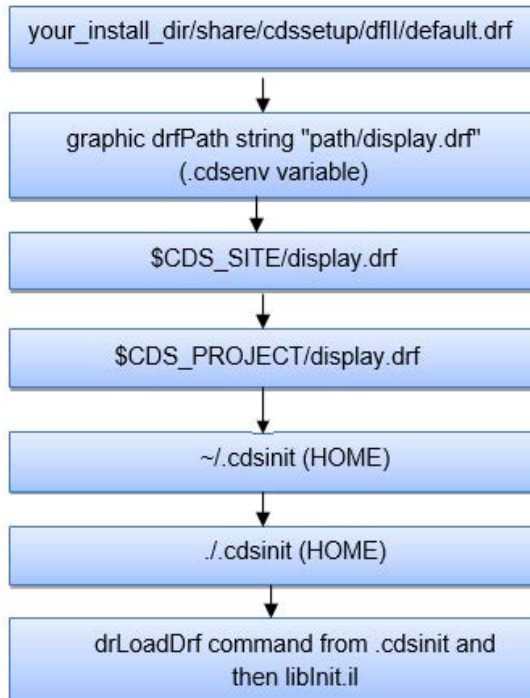 your_install_dir/share/cdssetup/dfII/default.drf
graphic drfPath string "path/display.drf"
(.cdsenv variable)
$CDS_SITE/display.drf
$CDS_PROJECT/display.drf
~/.cdsinit (HOME)
./.cdsinit (HOME)
drLoadDrf command from .cdsinit and
then libInit.il